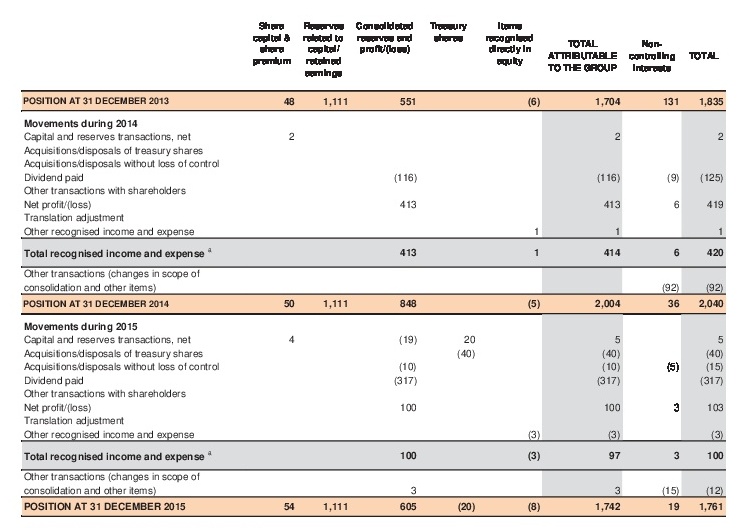 Share capital & share premium Reserves related to capital/ retained earnings Consolidated reserves and profit/(loss) Treasury shares Items recognised directly in equity TOTAL ATTRIBUTABLE TO THE GROUP Non-controlling interests TOTAL
POSITION AT 31 DECEMBER 2013 48 1,111 551 (6) 1,704 131 1,835
Movements during 2014
Capital and reserves transactions, net 2 2 2
Acquisitions/disposals of treasury shares
Acquisitions/disposals without loss of control
Dividend paid (116) (116) (9) (125)
Other transactions with shareholders
Net profit/(loss) 413 413 6 419
Translation adjustment
Other recognised income and expense 1 1 1
Total recognised income and expense a 413 1 414 6 420
Other transactions (changes in scope of
consolidation and other items) (92) (92)
POSITION AT 31 DECEMBER 2014 50 1,111 848 (5) 2,004 36 2,040
Movements during 2015
Capital and reserves transactions, net 4 (19) 20 5 5
Acquisitions/disposals of treasury shares (40) (40) (40)
Acquisitions/disposals without loss of control (10) (10) (5) (15)
Dividend paid (317) (317) (317)
Other transactions with shareholders
Net profit/(loss) 100 100 3 103
Translation adjustment
Other recognised income and expense (3) (3) (3)
Total recognised income and expense a 100 (3) 97 3 100
Other transactions (changes in scope of
consolidation and other items) 3 3 (15) (12)
POSITION AT 31 DECEMBER 2015 54 1,111 605 (20) (8) 1,742 19 1,761